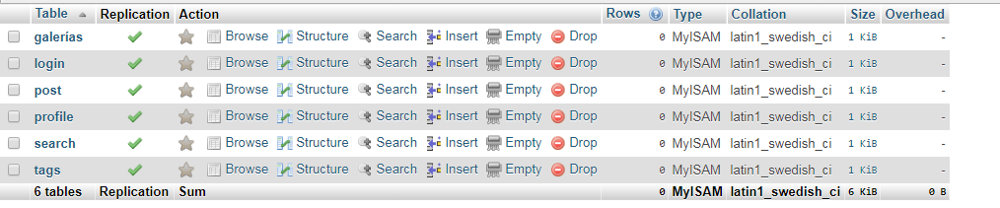 Table Replication Action Rows Type Collation Size Overhead
galerías Browse Structure Search Insert Empty Drop 0 MyISAM latin1_swedish_ci 1 KiB -
login Browse Structure Search Insert Empty Drop 0 MyISAM latin1_swedish_ci 1 KiB -
post Browse Structure Search Insert Empty Drop 0 MyISAM latin1_swedish_ci 1 KiB -
profile Browse Structure Search Insert Empty Drop 0 MyISAM latin1_swedish_ci 1 KiB -
search Browse Structure Search Insert Empty Drop 0 MyISAM latin1_swedish_ci 1 KiB -
tags Browse Structure Search Insert Empty Drop 0 MyISAM latin1_swedish_ci 1 KiB -
6 tables Replication Sum 0 MyISAM latin1_swedish_ci 6 KiB 0 B